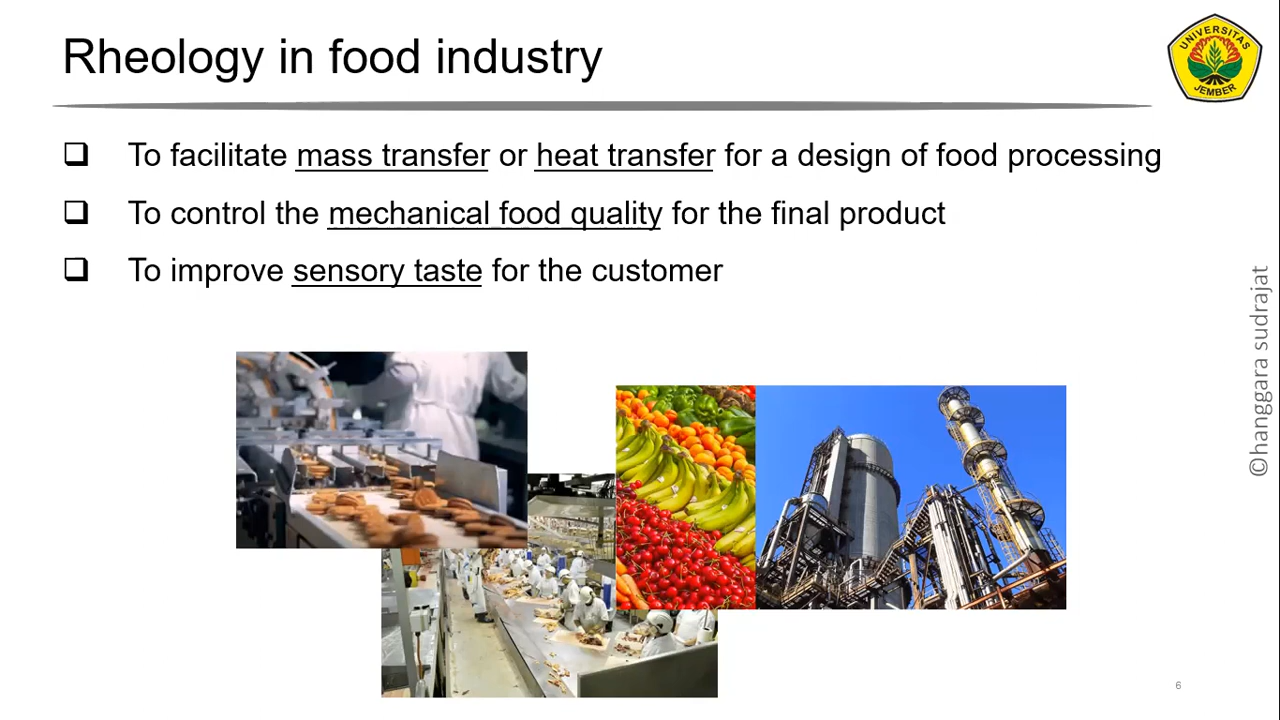 Rheology in food industry
UNIVERSITAS
JEMBER
❑ To facilitate mass transfer or heat transfer for a design of food processing
❑ To control the mechanical food quality for the final product
❑ To improve sensory taste for the customer
©hanggara sudrajat
6